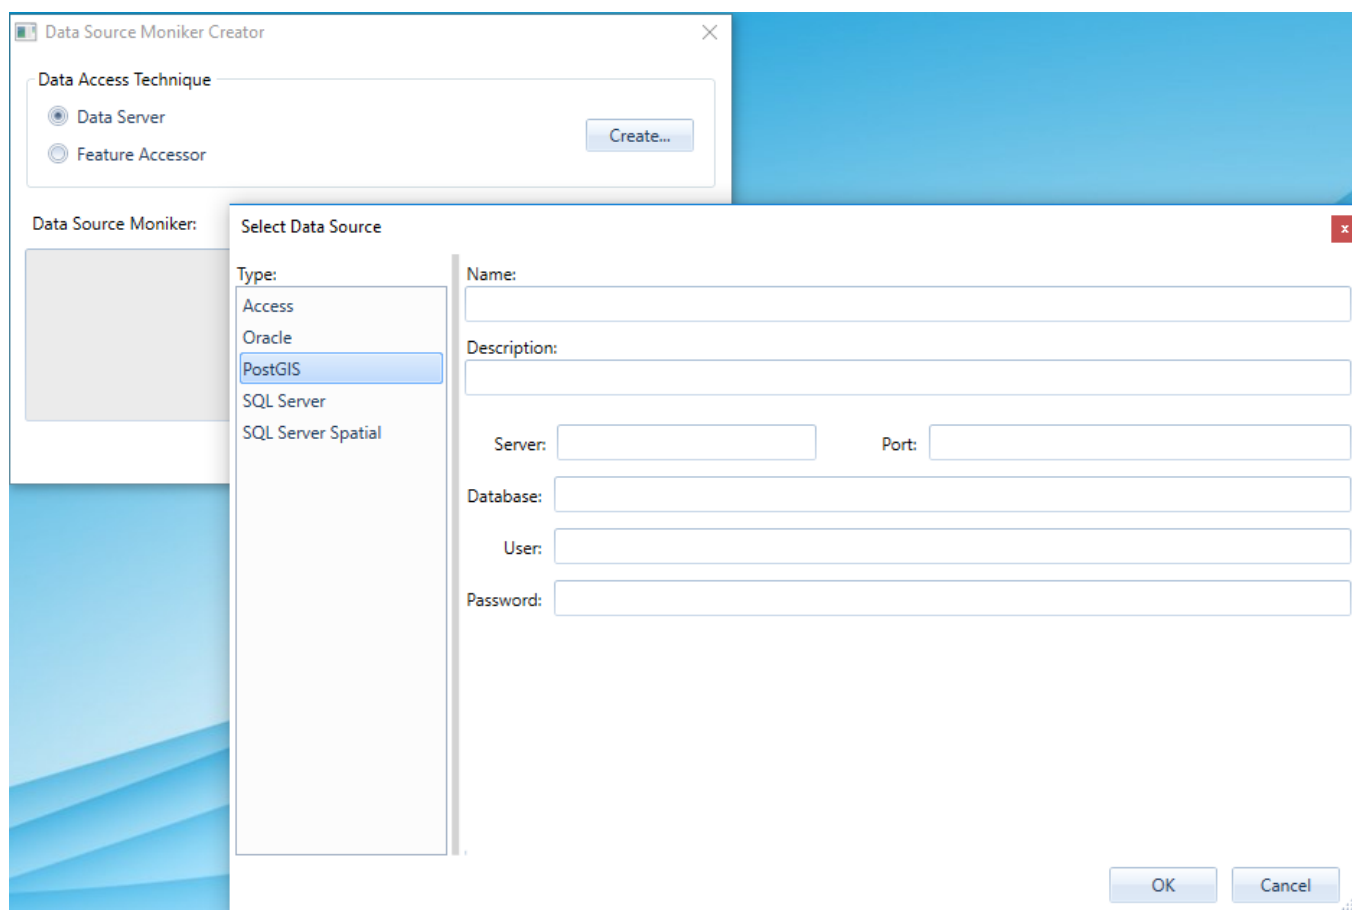 Data Source Moniker Creator
Data Access Technique
Data Server
Create...
Feature Accessor
Data Source Moniker:
Select Data Source
x
Type:
Access
Oracle
PostGIS
SQL Server
SQL Server Spatial
Name:
Description:
Server:
Port:
Database:
User:
Password:
OK
Cancel